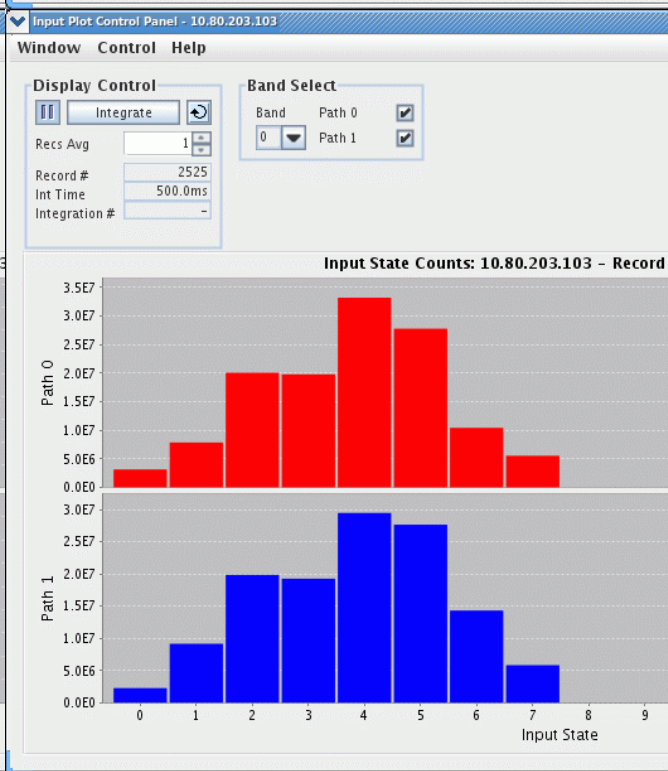 Input Plot Control Panel - 10.80.203.103
Window Control Help
Display Control
Integrate
Recs Avg 1
Record # 2525
Int Time 500.0ms
Integration # -
Band Select
Band Path 0
0 Path 1
Input State Counts: 10.80.203.103 - Record
Path 0
3.5E7
3.0E7
2.5E7
2.0E7
1.5E7
1.0E7
5.0E6
0.0E0
Path 1
3.0E7
2.5E7
2.0E7
1.5E7
1.0E7
5.0E6
0.0E0
0 1 2 3 4 5 6 7 8 9
Input State